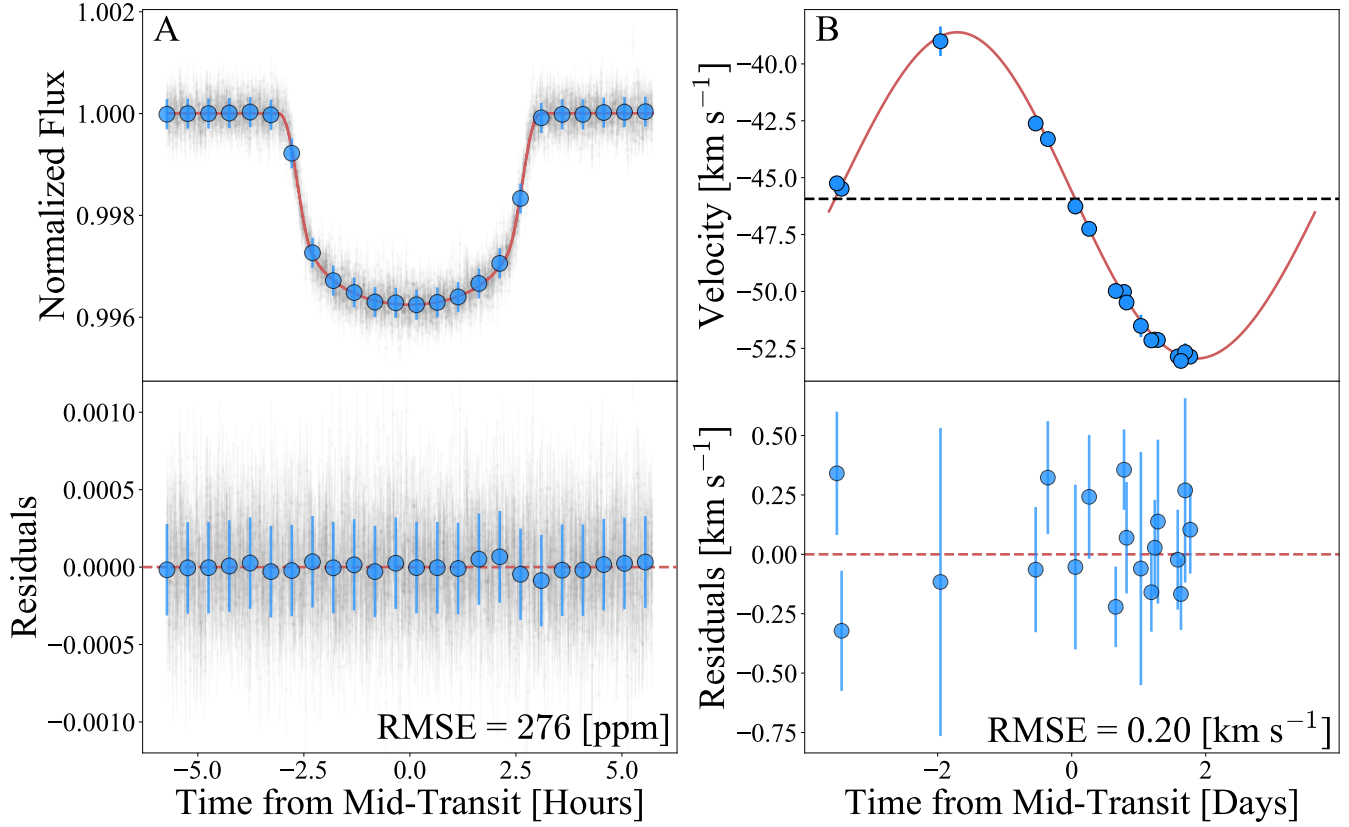 A
1.002
1.000
0.998
0.996
Normalized Flux
0.0010
0.0005
0.0000
−0.0005
−0.0010
Residuals
RMSE = 276 [ppm]
−5.0
−2.5
0.0
2.5
5.0
Time from Mid-Transit [Hours]
B
−40.0
−42.5
−45.0
−47.5
−50.0
−52.5
Velocity [km s⁻¹]
0.50
0.25
0.00
−0.25
−0.50
−0.75
Residuals [km s⁻¹]
RMSE = 0.20 [km s⁻¹]
−2
0
2
Time from Mid-Transit [Days]